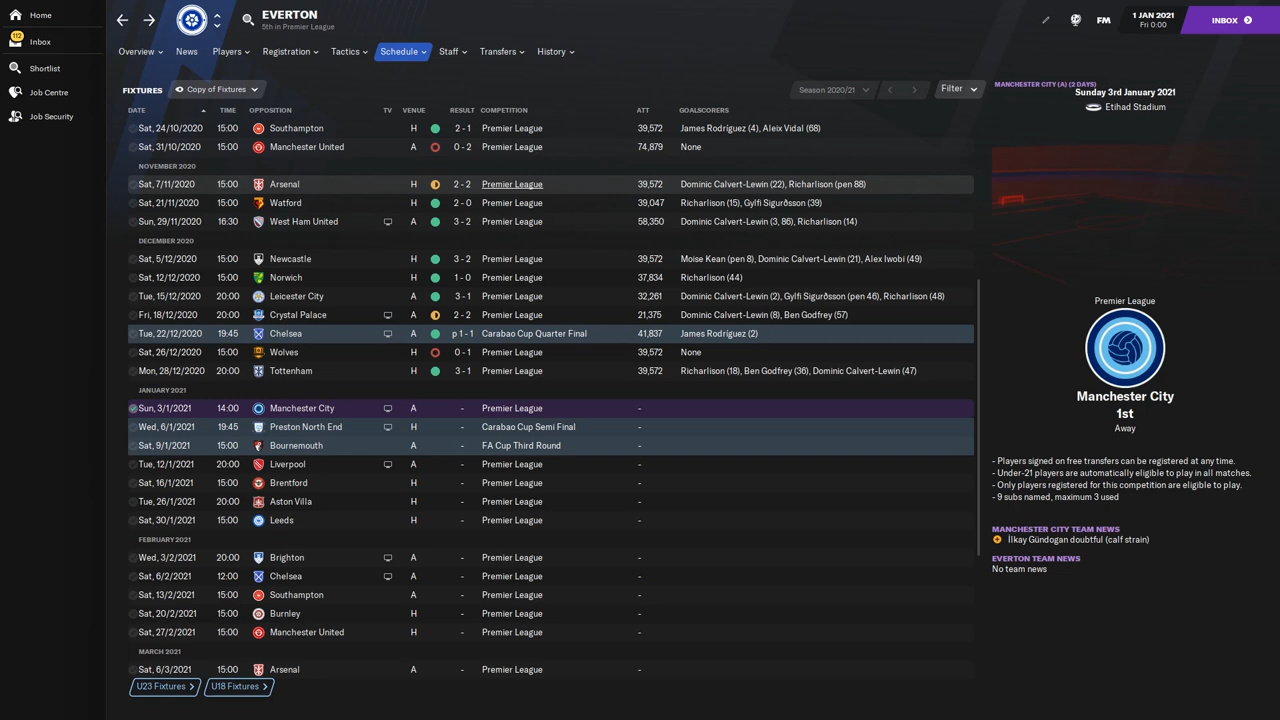 Home
112
Inbox
Shortlist
Job Centre
Job Security
EVERTON
5th in Premier League
FM
1 JAN 2021
Fri 0:00
INBOX
Overview
News
Players
Registration
Tactics
Schedule
Staff
Transfers
History
FIXTURES
Copy of Fixtures
Season 2020/21
Filter
DATE TIME OPPOSITION TV VENUE RESULT COMPETITION ATT GOALSCORERS
Sat, 24/10/2020 15:00 Southampton H 2 - 1 Premier League 39,572 James Rodríguez (4), Aleix Vidal (68)
Sat, 31/10/2020 15:00 Manchester United A 0 - 2 Premier League 74,879 None
NOVEMBER 2020
Sat, 7/11/2020 15:00 Arsenal H 2 - 2 Premier League 39,572 Dominic Calvert-Lewin (22), Richarlison (pen 88)
Sat, 21/11/2020 15:00 Watford H 2 - 0 Premier League 39,047 Richarlison (15), Gylfi Sigurðsson (39)
Sun, 29/11/2020 16:30 West Ham United A 3 - 2 Premier League 58,350 Dominic Calvert-Lewin (3, 86), Richarlison (14)
DECEMBER 2020
Sat, 5/12/2020 15:00 Newcastle H 3 - 2 Premier League 39,572 Moise Kean (pen 8), Dominic Calvert-Lewin (21), Alex Iwobi (49)
Sat, 12/12/2020 15:00 Norwich H 1 - 0 Premier League 37,834 Richarlison (44)
Tue, 15/12/2020 20:00 Leicester City A 3 - 1 Premier League 32,261 Dominic Calvert-Lewin (2), Gylfi Sigurðsson (pen 46), Richarlison (48)
Fri, 18/12/2020 20:00 Crystal Palace A 2 - 2 Premier League 21,375 Dominic Calvert-Lewin (8), Ben Godfrey (57)
Tue, 22/12/2020 19:45 Chelsea A p 1 - 1 Carabao Cup Quarter Final 41,837 James Rodríguez (2)
Sat, 26/12/2020 15:00 Wolves H 0 - 1 Premier League 39,572 None
Mon, 28/12/2020 20:00 Tottenham H 3 - 1 Premier League 39,572 Richarlison (18), Ben Godfrey (36), Dominic Calvert-Lewin (47)
JANUARY 2021
Sun, 3/1/2021 14:00 Manchester City A - Premier League -
Wed, 6/1/2021 19:45 Preston North End H - Carabao Cup Semi Final -
Sat, 9/1/2021 15:00 Bournemouth A - FA Cup Third Round -
Tue, 12/1/2021 20:00 Liverpool A - Premier League -
Sat, 16/1/2021 15:00 Brentford H - Premier League -
Tue, 26/1/2021 20:00 Aston Villa A - Premier League -
Sat, 30/1/2021 15:00 Leeds H - Premier League -
FEBRUARY 2021
Wed, 3/2/2021 20:00 Brighton H - Premier League -
Sat, 6/2/2021 12:00 Chelsea A - Premier League -
Sat, 13/2/2021 15:00 Southampton A - Premier League -
Sat, 20/2/2021 15:00 Burnley H - Premier League -
Sat, 27/2/2021 15:00 Manchester United H - Premier League -
MARCH 2021
Sat, 6/3/2021 15:00 Arsenal A - Premier League -
U23 Fixtures
U18 Fixtures
MANCHESTER CITY (A) (2 DAYS)
Sunday 3rd January 2021
Etihad Stadium
Premier League
Manchester City
1st
Away
- Players signed on free transfers can be registered at any time.
- Under-21 players are automatically eligible to play in all matches.
- Only players registered for this competition are eligible to play.
- 9 subs named, maximum 3 used
MANCHESTER CITY TEAM NEWS
İlkay Gündogan doubtful (calf strain)
EVERTON TEAM NEWS
No team news